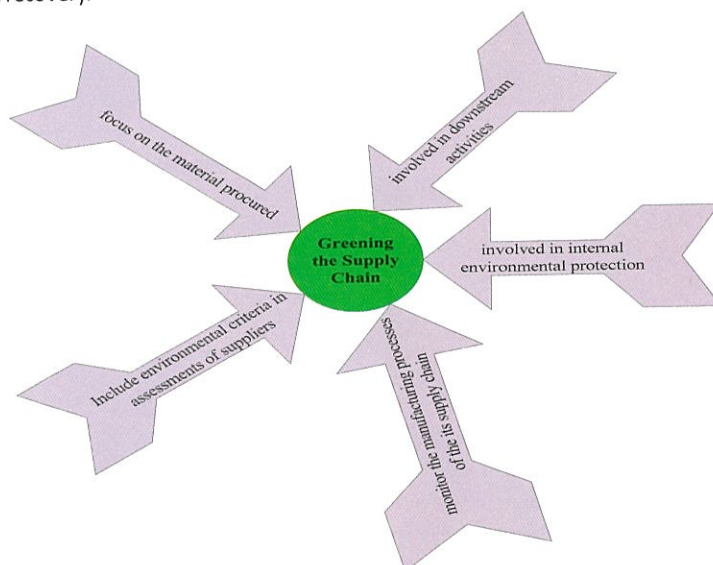 recovery.
focus on the material procured
involved in downstream
activities
Greening
the Supply
Chain
involved in internal
environmental protection
Include environmental criteria in
assessments of suppliers
monitor the manufacturing processes
of the its supply chain